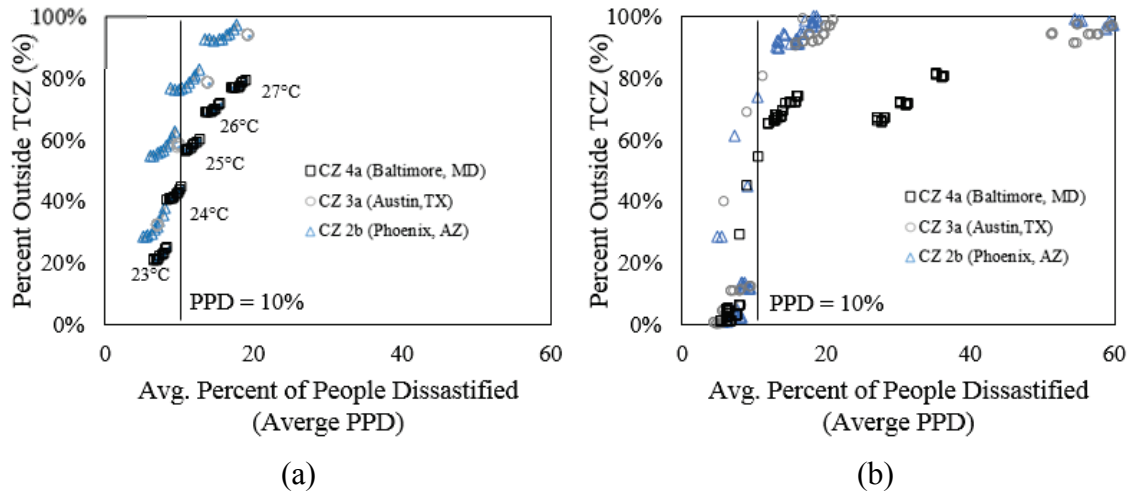 100%
80%
60%
40%
20%
0%
Percent Outside TCZ (%)
27°C
26°C
25°C
24°C
23°C
CZ 4a (Baltimore, MD)
CZ 3a (Austin,TX)
CZ 2b (Phoenix, AZ)
PPD = 10%
0
20
40
60
Avg. Percent of People Dissastified
(Averge PPD)
(a)
100%
80%
60%
40%
20%
0%
Percent Outside TCZ (%)
CZ 4a (Baltimore, MD)
CZ 3a (Austin,TX)
CZ 2b (Phoenix, AZ)
PPD = 10%
0
20
40
60
Avg. Percent of People Dissastified
(Averge PPD)
(b)